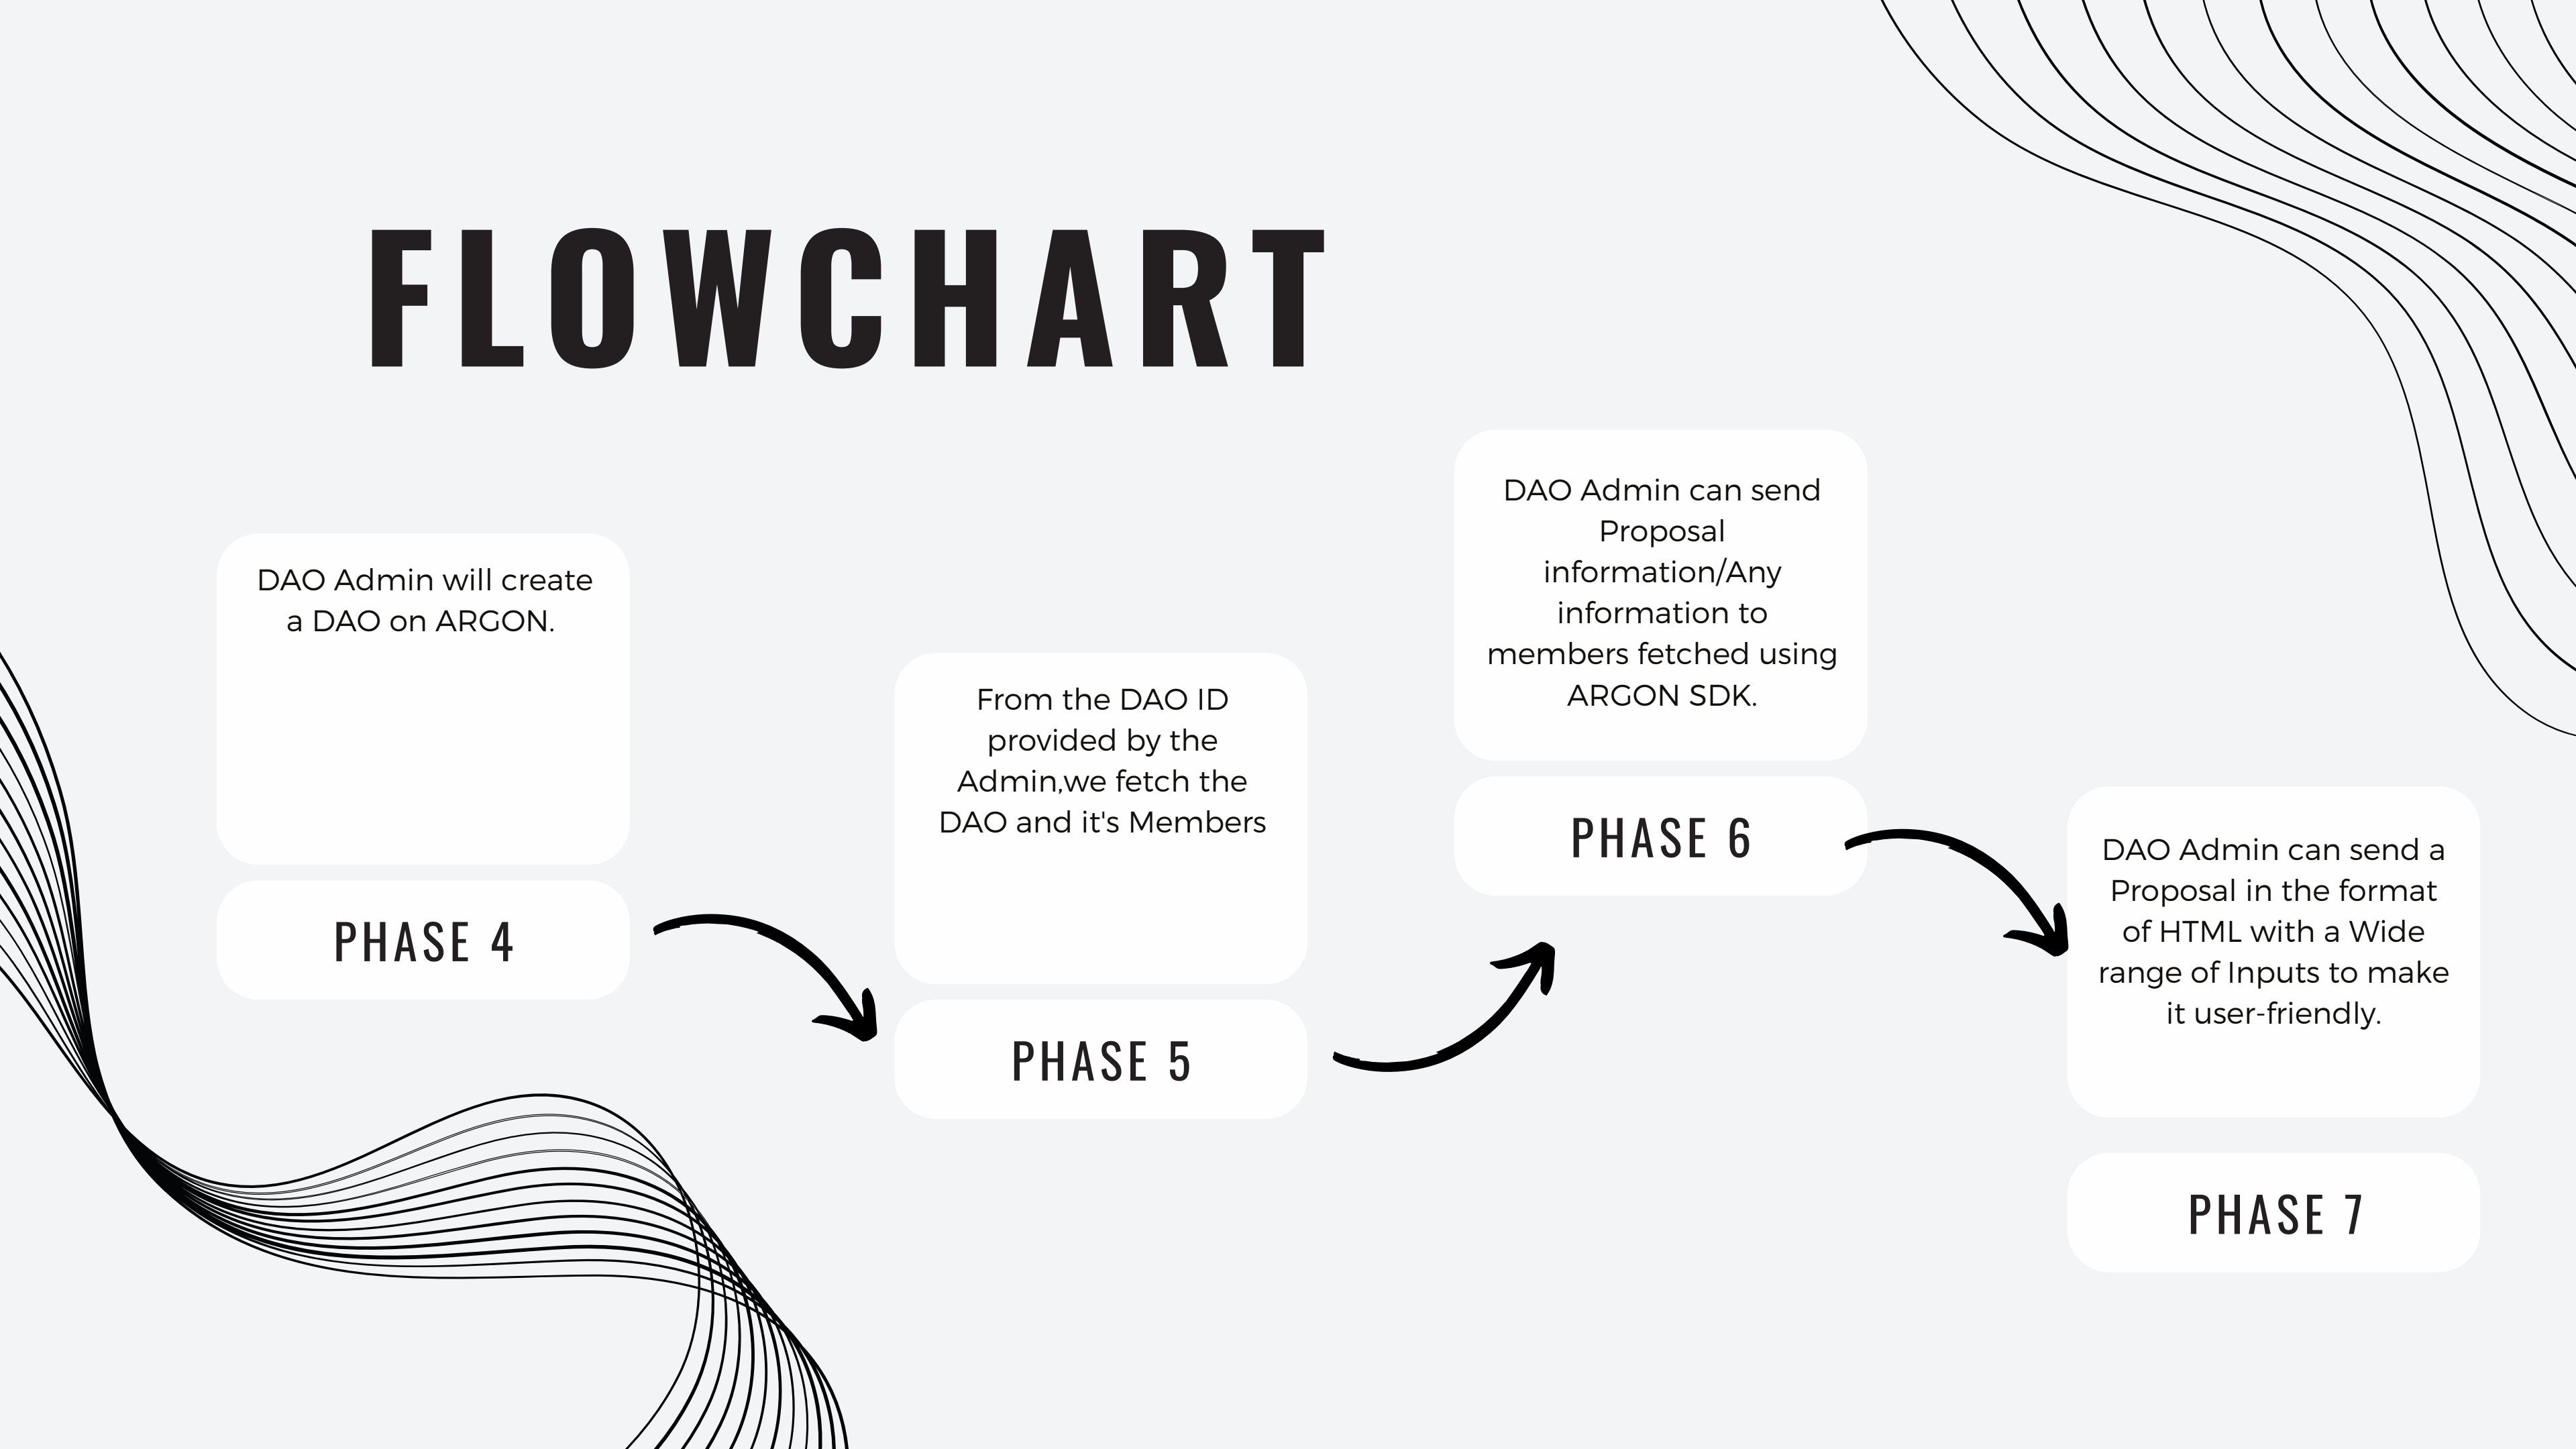 FLOWCHART
DAO Admin will create
a DAO on ARGON.
PHASE 4
From the DAO ID
provided by the
Admin,we fetch the
DAO and it's Members
PHASE 5
DAO Admin can send
Proposal
information/Any
information to
members fetched using
ARGON SDK.
PHASE 6
DAO Admin can send a
Proposal in the format
of HTML with a Wide
range of Inputs to make
it user-friendly.
PHASE 7